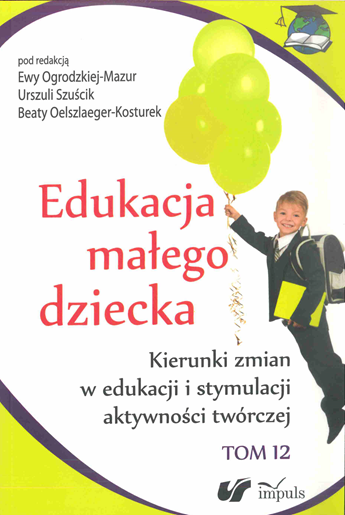 pod redakcją
Ewy Ogrodzkiej-Mazur
Urszuli Szuścik
Beaty Oelszlaeger-Kosturek
Edukacja
małego
dziecka
Kierunki zmian
w edukacji i stymulacji
aktywności twórczej
TOM 12
impuls